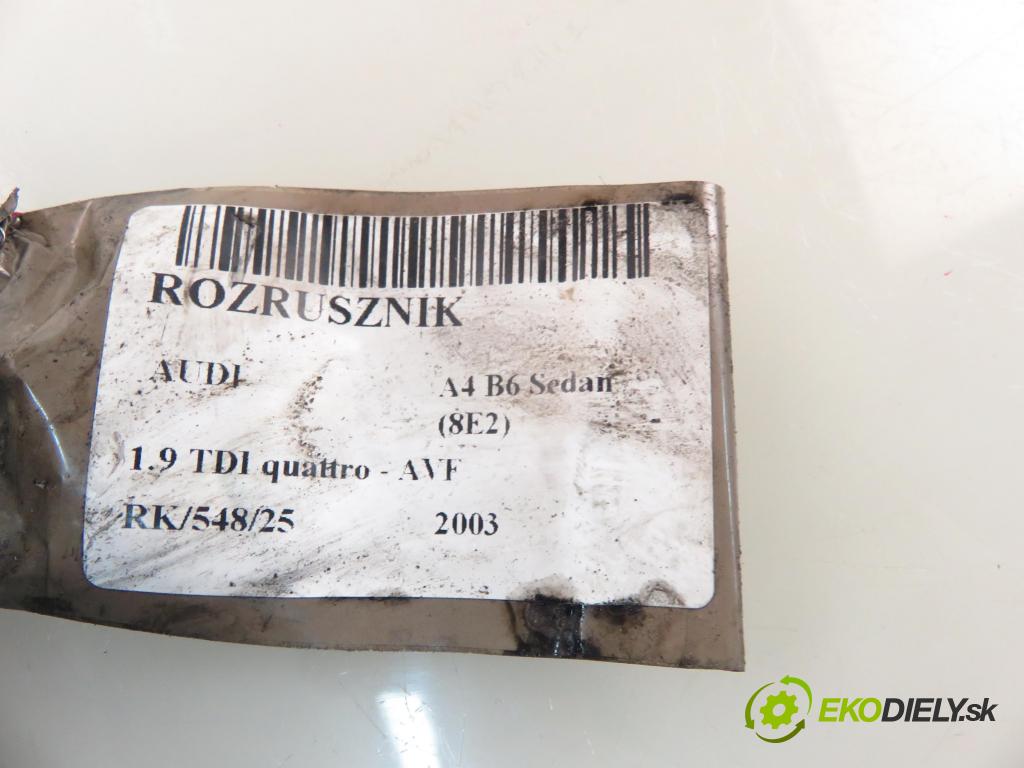 ROZRUSZNIK
AUDI
A4 B6 Sedan
(8E2)
1.9 TDI quattro - AVF
RK/548/25
2003
EKODIELY.sk